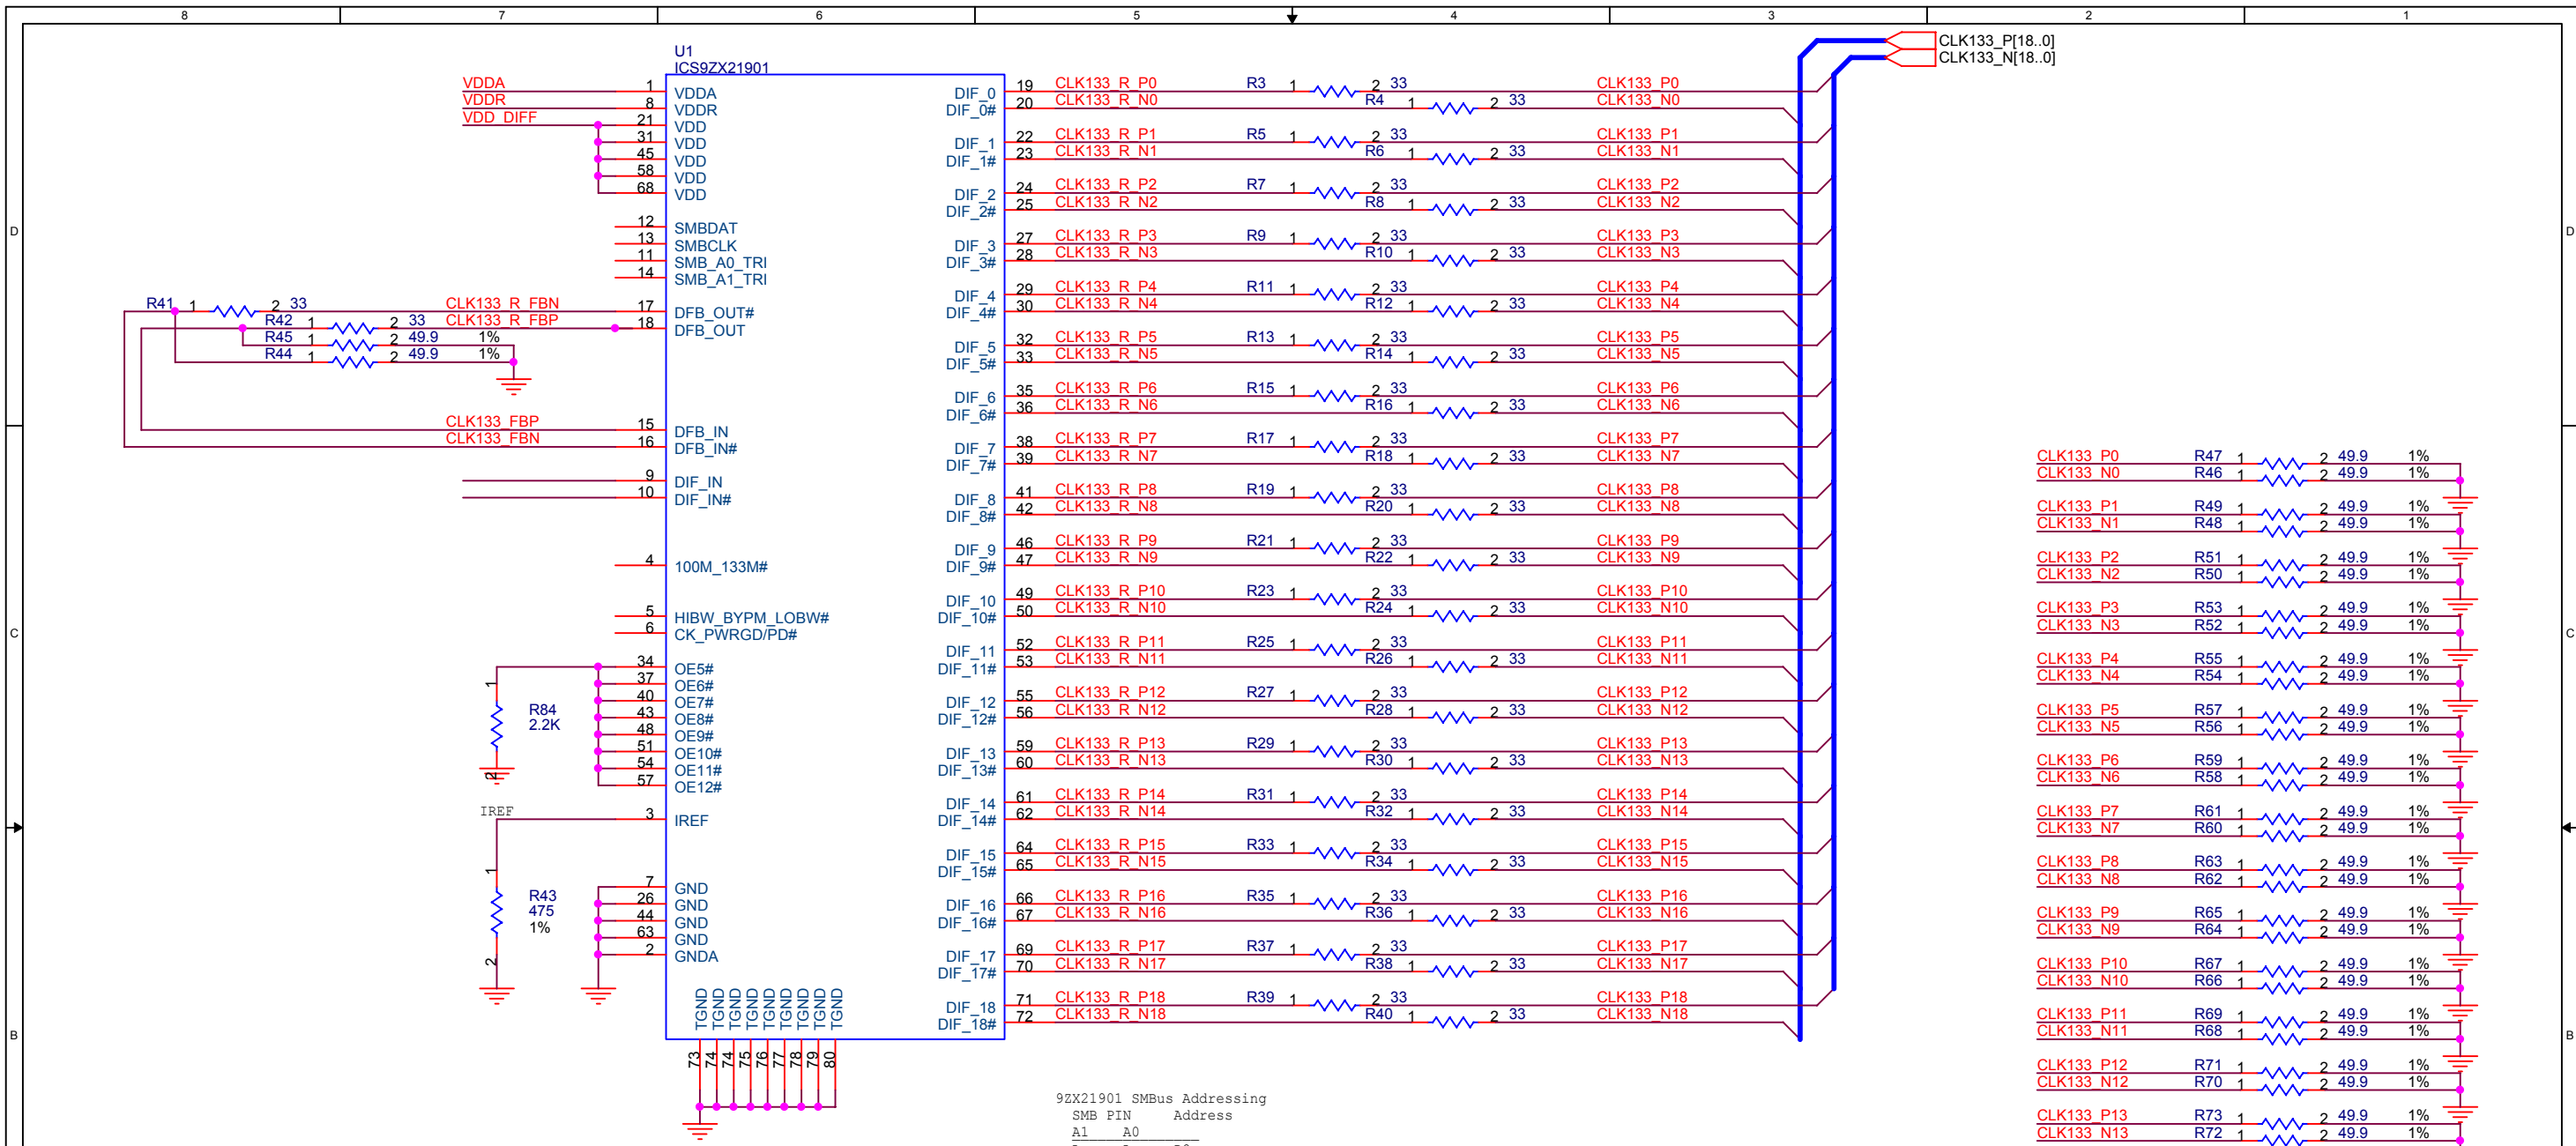 8 7 6 5 4 3 2 1
CLK133_P[18..0]
CLK133_N[18..0]
U1
ICS9ZX21901
VDDA 1 VDDA
VDDR 8 VDDR
VDD_DIFF 21 VDD
31 VDD
45 VDD
58 VDD
68 VDD
12 SMBDAT
13 SMBCLK
11 SMB_A0_TRI
14 SMB_A1_TRI
R41 1 2 33 CLK133_R_FBN 17 DFB_OUT#
R42 1 2 33 CLK133_R_FBP 18 DFB_OUT
R45 1 2 49.9 1%
R44 1 2 49.9 1%
CLK133_FBP 15 DFB_IN
CLK133_FBN 16 DFB_IN#
9 DIF_IN
10 DIF_IN#
4 100M_133M#
5 HIBW_BYPM_LOBW#
6 CK_PWRGD/PD#
34 OE5#
37 OE6#
40 OE7#
43 OE8#
48 OE9#
51 OE10#
54 OE11#
57 OE12#
1 R84 2.2K 2
IREF 3 IREF
1 R43 475 1% 2
7 GND
26 GND
44 GND
63 GND
2 GNDA
TGND TGND TGND TGND TGND TGND TGND TGND TGND
73 74 74 75 76 77 78 79 80
DIF_0 19 CLK133_R_P0 R3 1 2 33 CLK133_P0
DIF_0# 20 CLK133_R_N0 R4 1 2 33 CLK133_N0
DIF_1 22 CLK133_R_P1 R5 1 2 33 CLK133_P1
DIF_1# 23 CLK133_R_N1 R6 1 2 33 CLK133_N1
DIF_2 24 CLK133_R_P2 R7 1 2 33 CLK133_P2
DIF_2# 25 CLK133_R_N2 R8 1 2 33 CLK133_N2
DIF_3 27 CLK133_R_P3 R9 1 2 33 CLK133_P3
DIF_3# 28 CLK133_R_N3 R10 1 2 33 CLK133_N3
DIF_4 29 CLK133_R_P4 R11 1 2 33 CLK133_P4
DIF_4# 30 CLK133_R_N4 R12 1 2 33 CLK133_N4
DIF_5 32 CLK133_R_P5 R13 1 2 33 CLK133_P5
DIF_5# 33 CLK133_R_N5 R14 1 2 33 CLK133_N5
DIF_6 35 CLK133_R_P6 R15 1 2 33 CLK133_P6
DIF_6# 36 CLK133_R_N6 R16 1 2 33 CLK133_N6
DIF_7 38 CLK133_R_P7 R17 1 2 33 CLK133_P7
DIF_7# 39 CLK133_R_N7 R18 1 2 33 CLK133_N7
DIF_8 41 CLK133_R_P8 R19 1 2 33 CLK133_P8
DIF_8# 42 CLK133_R_N8 R20 1 2 33 CLK133_N8
DIF_9 46 CLK133_R_P9 R21 1 2 33 CLK133_P9
DIF_9# 47 CLK133_R_N9 R22 1 2 33 CLK133_N9
DIF_10 49 CLK133_R_P10 R23 1 2 33 CLK133_P10
DIF_10# 50 CLK133_R_N10 R24 1 2 33 CLK133_N10
DIF_11 52 CLK133_R_P11 R25 1 2 33 CLK133_P11
DIF_11# 53 CLK133_R_N11 R26 1 2 33 CLK133_N11
DIF_12 55 CLK133_R_P12 R27 1 2 33 CLK133_P12
DIF_12# 56 CLK133_R_N12 R28 1 2 33 CLK133_N12
DIF_13 59 CLK133_R_P13 R29 1 2 33 CLK133_P13
DIF_13# 60 CLK133_R_N13 R30 1 2 33 CLK133_N13
DIF_14 61 CLK133_R_P14 R31 1 2 33 CLK133_P14
DIF_14# 62 CLK133_R_N14 R32 1 2 33 CLK133_N14
DIF_15 64 CLK133_R_P15 R33 1 2 33 CLK133_P15
DIF_15# 65 CLK133_R_N15 R34 1 2 33 CLK133_N15
DIF_16 66 CLK133_R_P16 R35 1 2 33 CLK133_P16
DIF_16# 67 CLK133_R_N16 R36 1 2 33 CLK133_N16
DIF_17 69 CLK133_R_P17 R37 1 2 33 CLK133_P17
DIF_17# 70 CLK133_R_N17 R38 1 2 33 CLK133_N17
DIF_18 71 CLK133_R_P18 R39 1 2 33 CLK133_P18
DIF_18# 72 CLK133_R_N18 R40 1 2 33 CLK133_N18
CLK133_P0 R47 1 2 49.9 1%
CLK133_N0 R46 1 2 49.9 1%
CLK133_P1 R49 1 2 49.9 1%
CLK133_N1 R48 1 2 49.9 1%
CLK133_P2 R51 1 2 49.9 1%
CLK133_N2 R50 1 2 49.9 1%
CLK133_P3 R53 1 2 49.9 1%
CLK133_N3 R52 1 2 49.9 1%
CLK133_P4 R55 1 2 49.9 1%
CLK133_N4 R54 1 2 49.9 1%
CLK133_P5 R57 1 2 49.9 1%
CLK133_N5 R56 1 2 49.9 1%
CLK133_P6 R59 1 2 49.9 1%
CLK133_N6 R58 1 2 49.9 1%
CLK133_P7 R61 1 2 49.9 1%
CLK133_N7 R60 1 2 49.9 1%
CLK133_P8 R63 1 2 49.9 1%
CLK133_N8 R62 1 2 49.9 1%
CLK133_P9 R65 1 2 49.9 1%
CLK133_N9 R64 1 2 49.9 1%
CLK133_P10 R67 1 2 49.9 1%
CLK133_N10 R66 1 2 49.9 1%
CLK133_P11 R69 1 2 49.9 1%
CLK133_N11 R68 1 2 49.9 1%
CLK133_P12 R71 1 2 49.9 1%
CLK133_N12 R70 1 2 49.9 1%
CLK133_P13 R73 1 2 49.9 1%
CLK133_N13 R72 1 2 49.9 1%
9ZX21901 SMBus Addressing
SMB PIN Address
A1 A0
D D
C C
B B